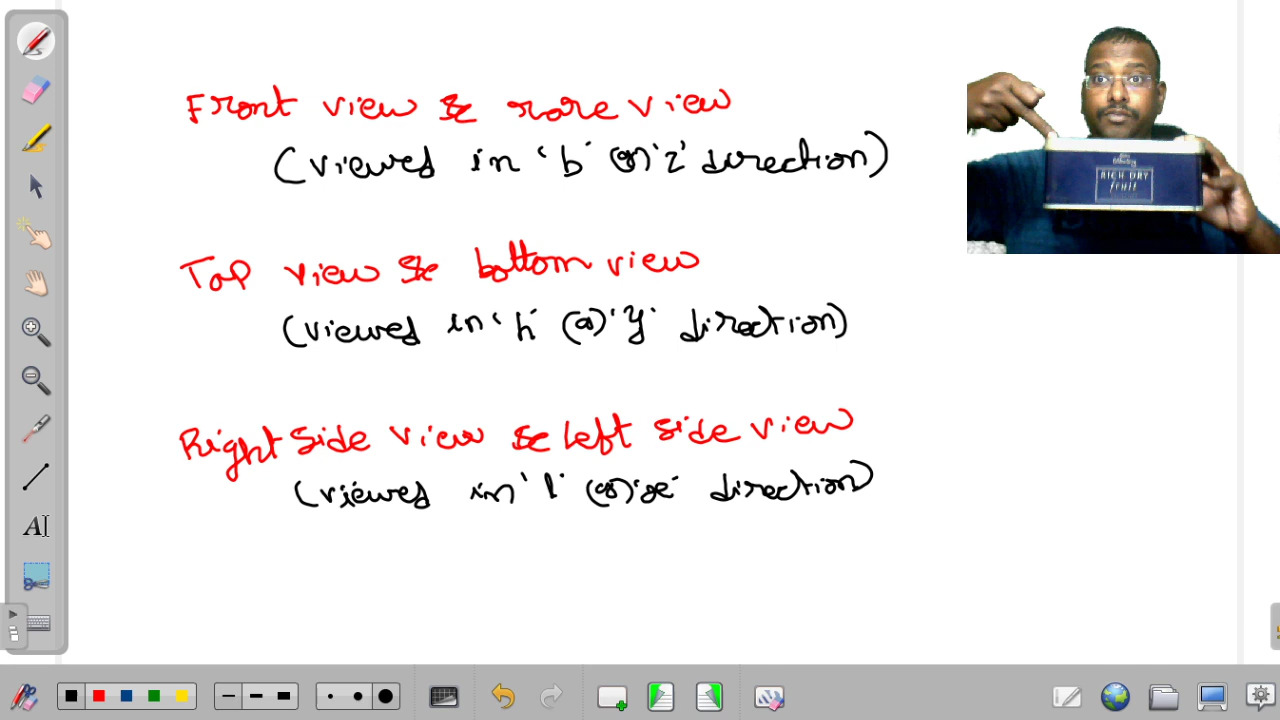 Front view & rare view
(viewed in 'b' (or) 'z' direction)
RICH DRY
fruit
Top view & bottom view
(viewed in 'h' (or) 'y' direction)
Right side view & left side view
(viewed in 'l' (or) 'x' direction)